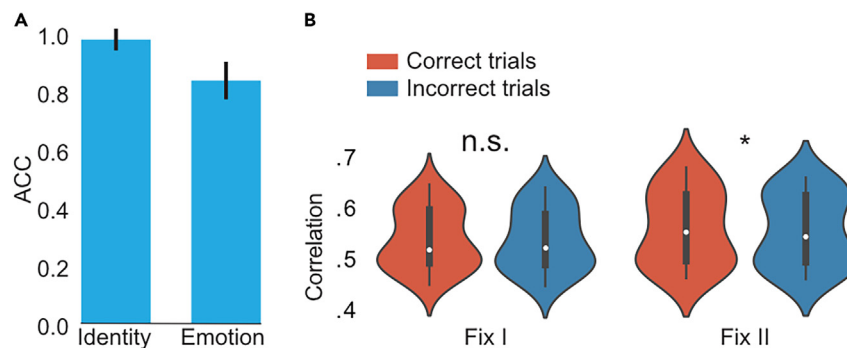 A
1.0
0.8
0.6
0.4
0.2
0.0
ACC
Identity Emotion
B
Correct trials
Incorrect trials
n.s.
*
.7
.6
.5
.4
Correlation
Fix I Fix II